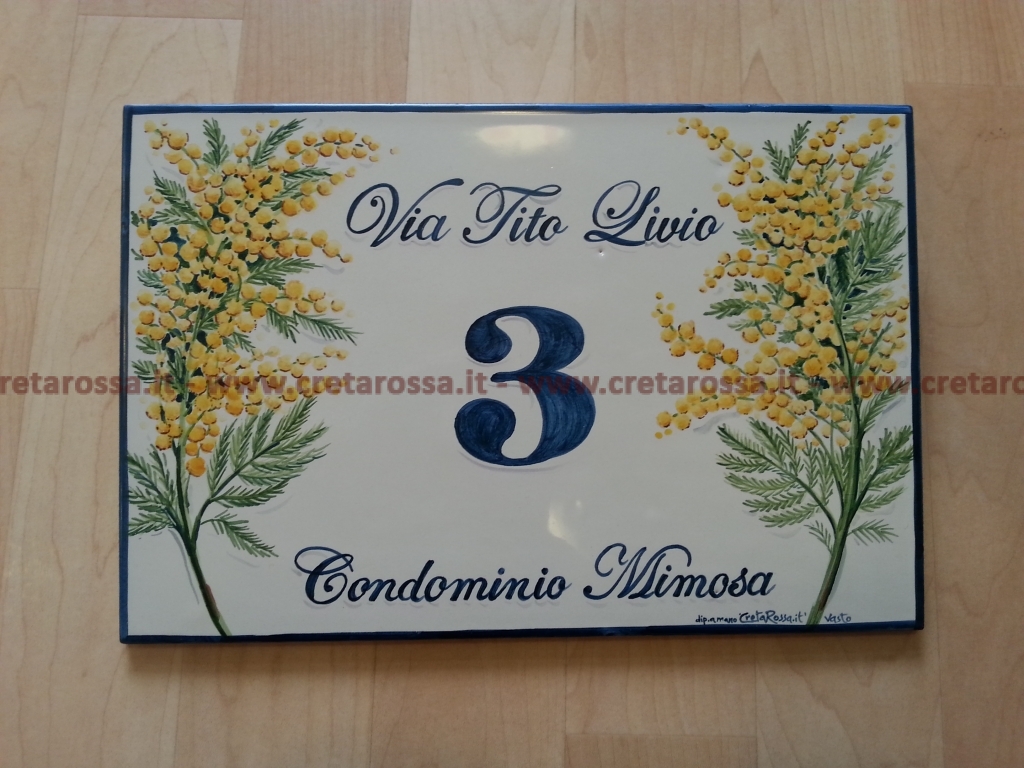 Via Tito Livio
3
cretarossa.it - www.cretarossa.it - www.cretarossa.it - www.cretaro
Condominio Mimosa
dip. a mano CretaRossa.it Vasto